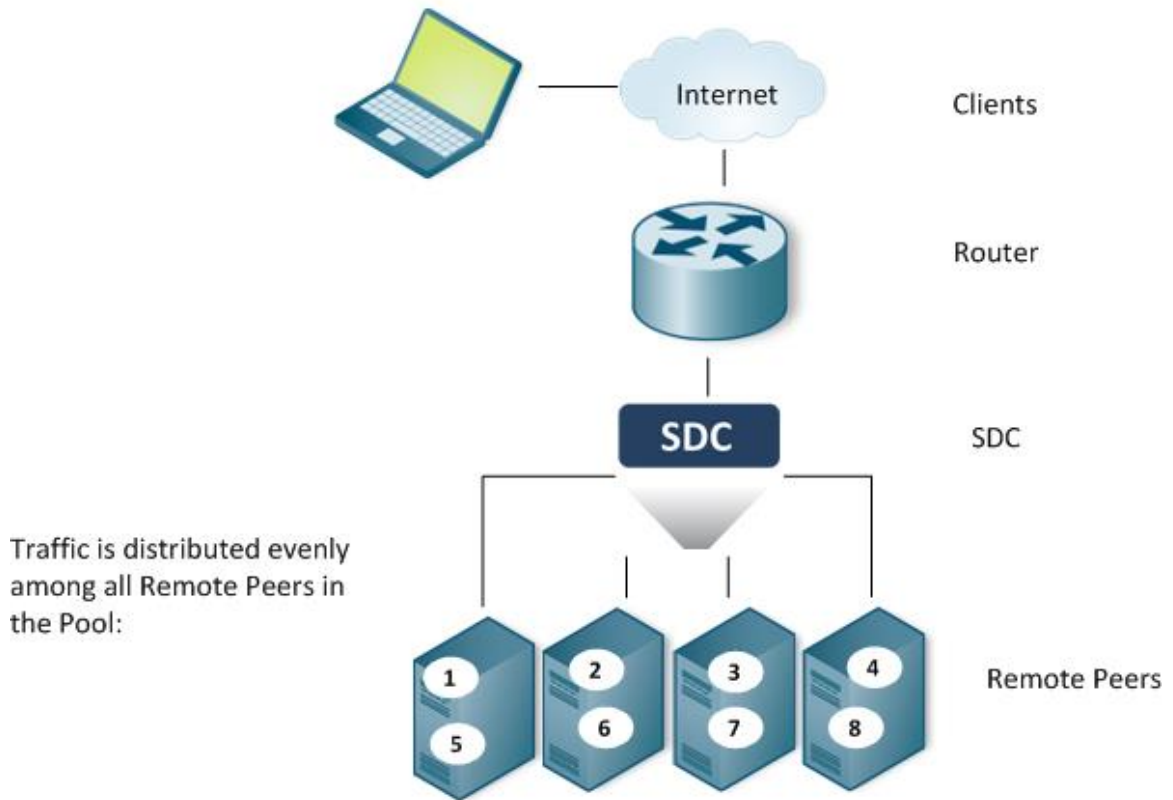 Internet
Clients
Router
SDC
SDC
Traffic is distributed evenly
among all Remote Peers in
the Pool:
1
2
3
4
Remote Peers
5
6
7
8